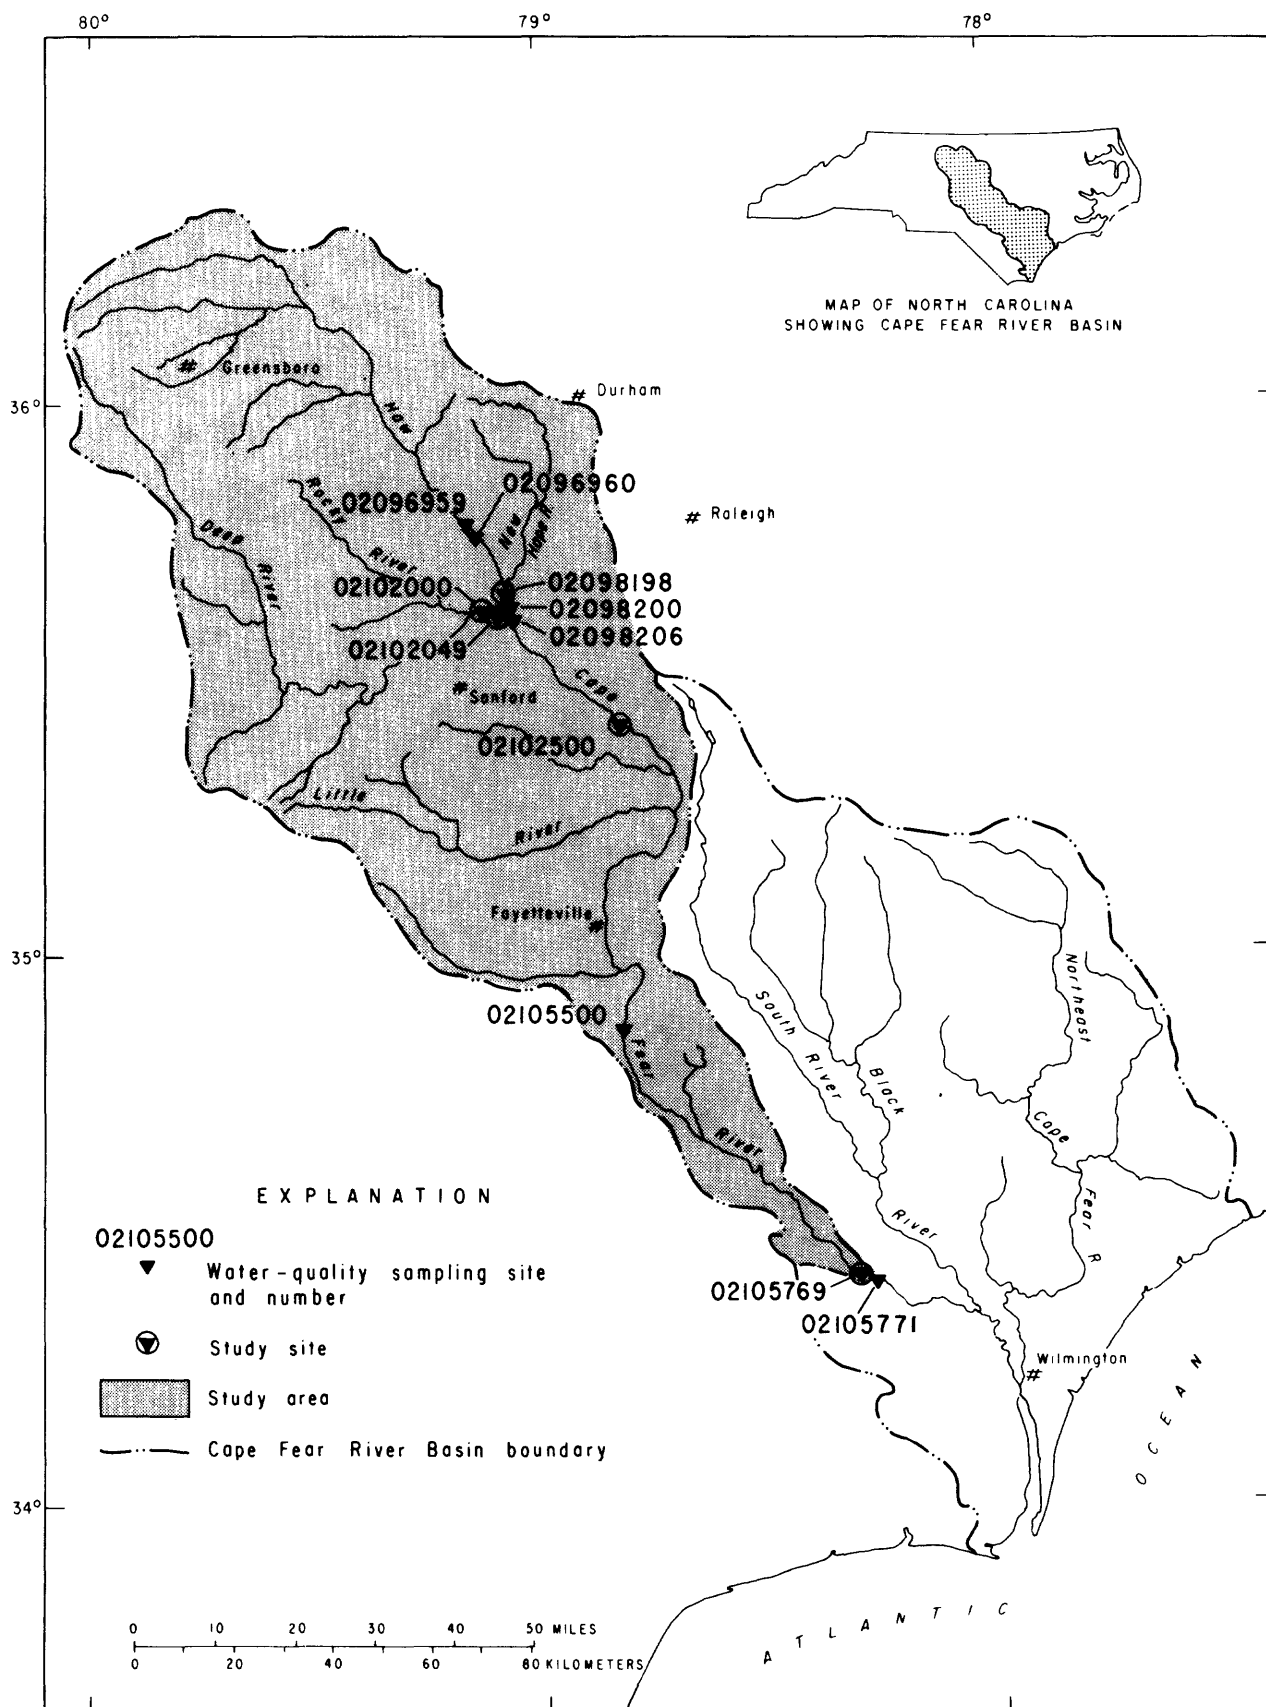 80° 79° 78°
MAP OF NORTH CAROLINA
SHOWING CAPE FEAR RIVER BASIN
Greensboro
# Durham
36°
Haw
02096960
Rocky
02096959
New
Hope R.
# Raleigh
Deep
River
River
02098198
02102000
02098200
02098206
02102049
Cape
# Sanford
02102500
Little
River
Fayetteville
35°
Northeast
South
River
02105500
Fear
Black
Cape
River
Fear R
River
EXPLANATION
02105500
Water-quality sampling site
and number
02105769
02105771
Study site
Wilmington
Study area
Cape Fear River Basin boundary
OCEAN
34°
ATLANTIC
0 10 20 30 40 50 MILES
0 20 40 60 80 KILOMETERS